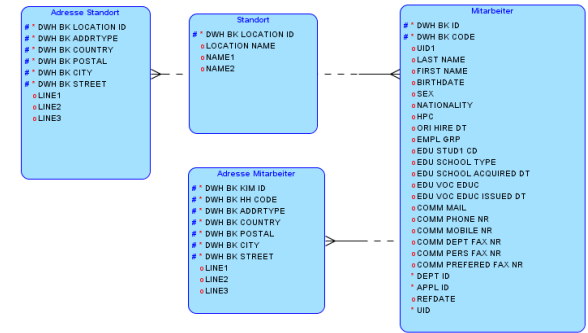 Adresse Standort
# * DWH BK LOCATION ID
# * DWH BK ADDRTYPE
# * DWH BK COUNTRY
# * DWH BK POSTAL
# * DWH BK CITY
# * DWH BK STREET
o LINE1
o LINE2
o LINE3
Standort
# * DWH BK LOCATION ID
o LOCATION NAME
o NAME1
o NAME2
Mitarbeiter
# * DWH BK ID
# * DWH BK CODE
o UID1
o LAST NAME
o FIRST NAME
o BIRTHDATE
o SEX
o NATIONALITY
o HPC
o ORI HIRE DT
o EMPL GRP
o EDU STUD1 CD
o EDU SCHOOL TYPE
o EDU SCHOOL ACQUIRED DT
o EDU VOC EDUC
o EDU VOC EDUC ISSUED DT
o COMM MAIL
o COMM PHONE NR
o COMM MOBILE NR
o COMM DEPT FAX NR
o COMM PERS FAX NR
o COMM PREFERED FAX NR
* DEPT ID
* APPL ID
o REFDATE
* UID
Adresse Mitarbeiter
# * DWH BK KIM ID
# * DWH BK HH CODE
# * DWH BK ADDRTYPE
# * DWH BK COUNTRY
# * DWH BK POSTAL
# * DWH BK CITY
# * DWH BK STREET
o LINE1
o LINE2
o LINE3